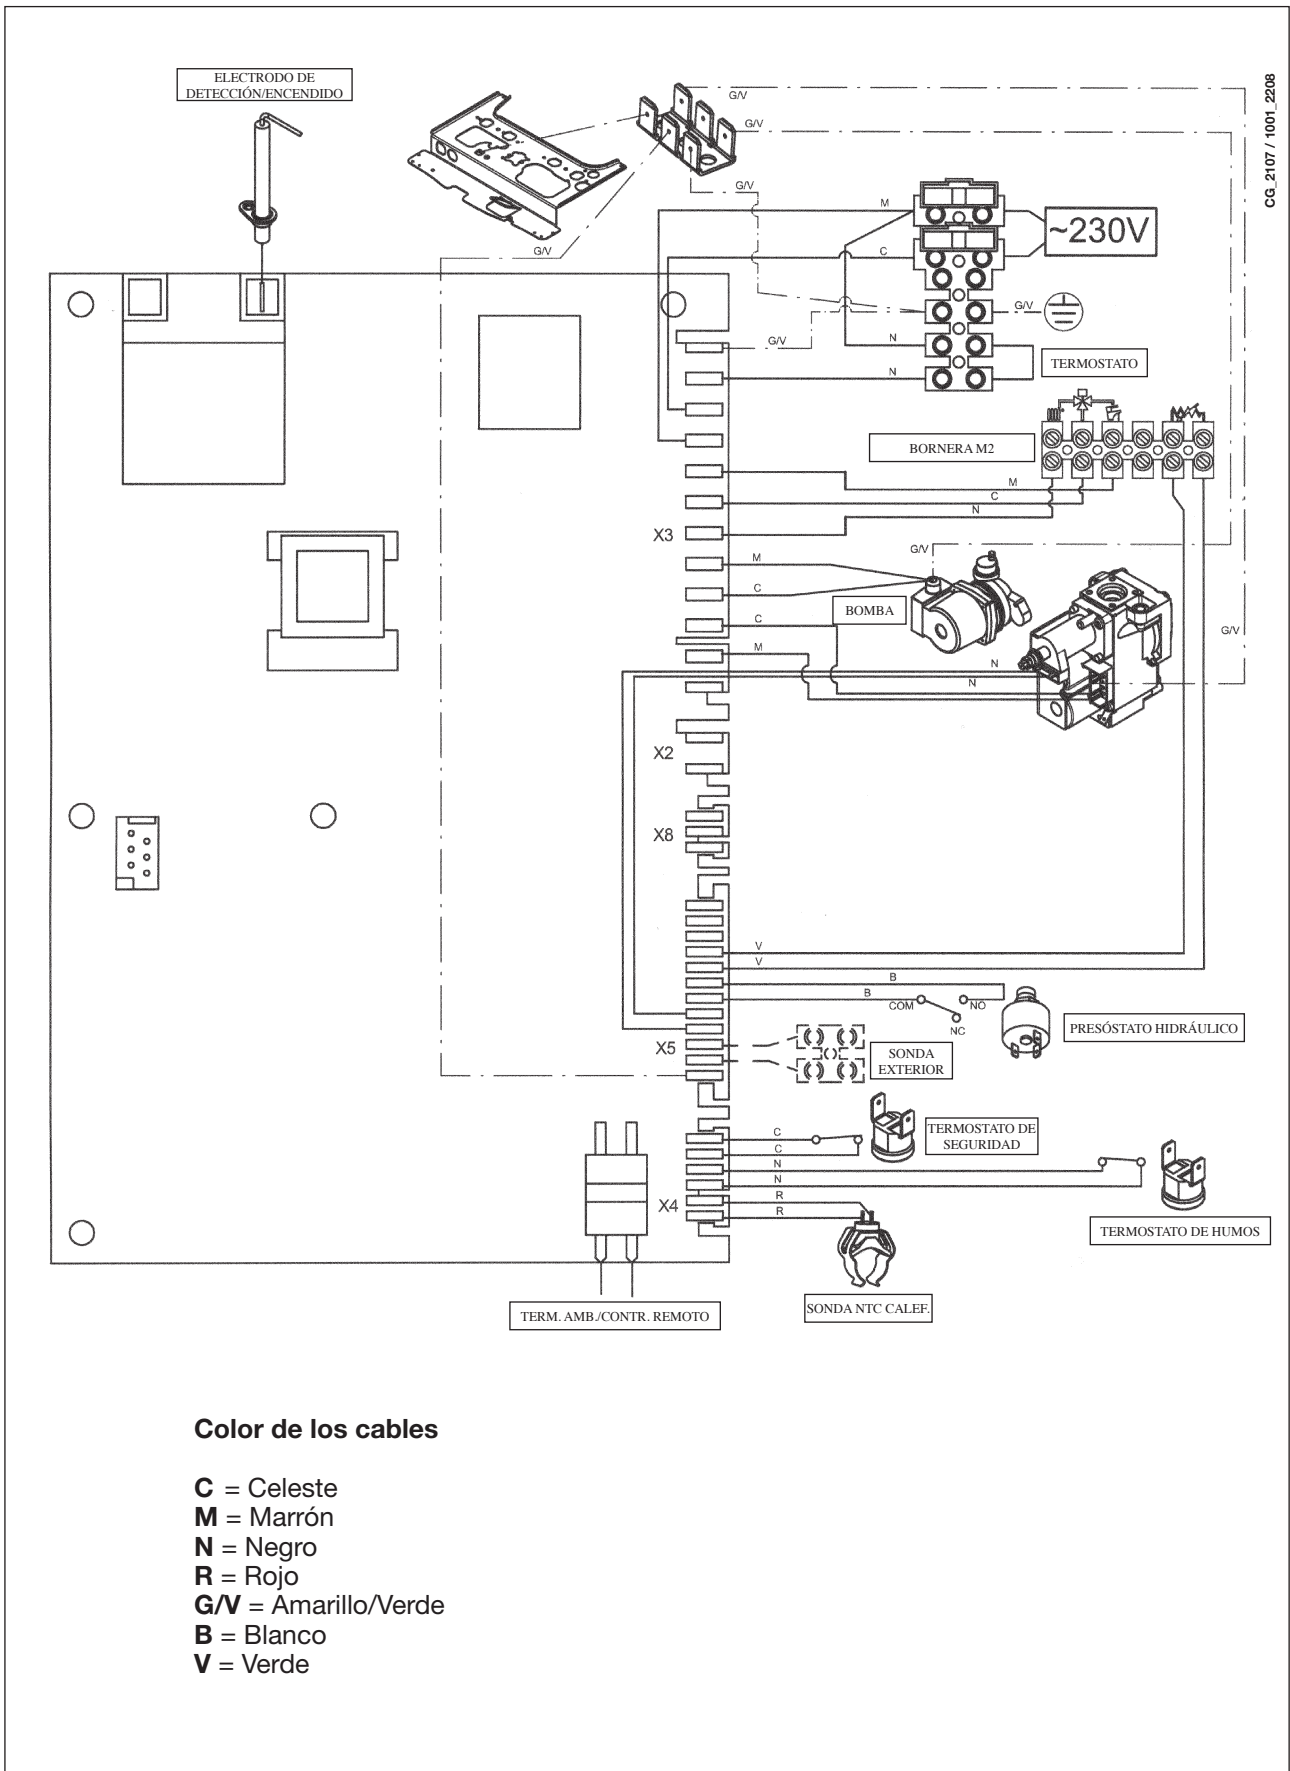 ELECTRODO DE
DETECCIÓN/ENCENDIDO
G/V
G/V
CG_2107 / 1001_2208
G/V
M
~230V
G/V
C
G/V
G/V
N
TERMOSTATO
N
BORNERA M2
M
C
N
X3
G/V
M
C
BOMBA
C
G/V
M
N
N
X2
X8
V
V
B
B
COM
NO
NC
PRESÓSTATO HIDRÁULICO
X5
SONDA
EXTERIOR
C
TERMOSTATO DE
SEGURIDAD
C
N
N
R
X4
R
TERMOSTATO DE HUMOS
SONDA NTC CALEF.
TERM. AMB./CONTR. REMOTO
Color de los cables
C = Celeste
M = Marrón
N = Negro
R = Rojo
G/V = Amarillo/Verde
B = Blanco
V = Verde